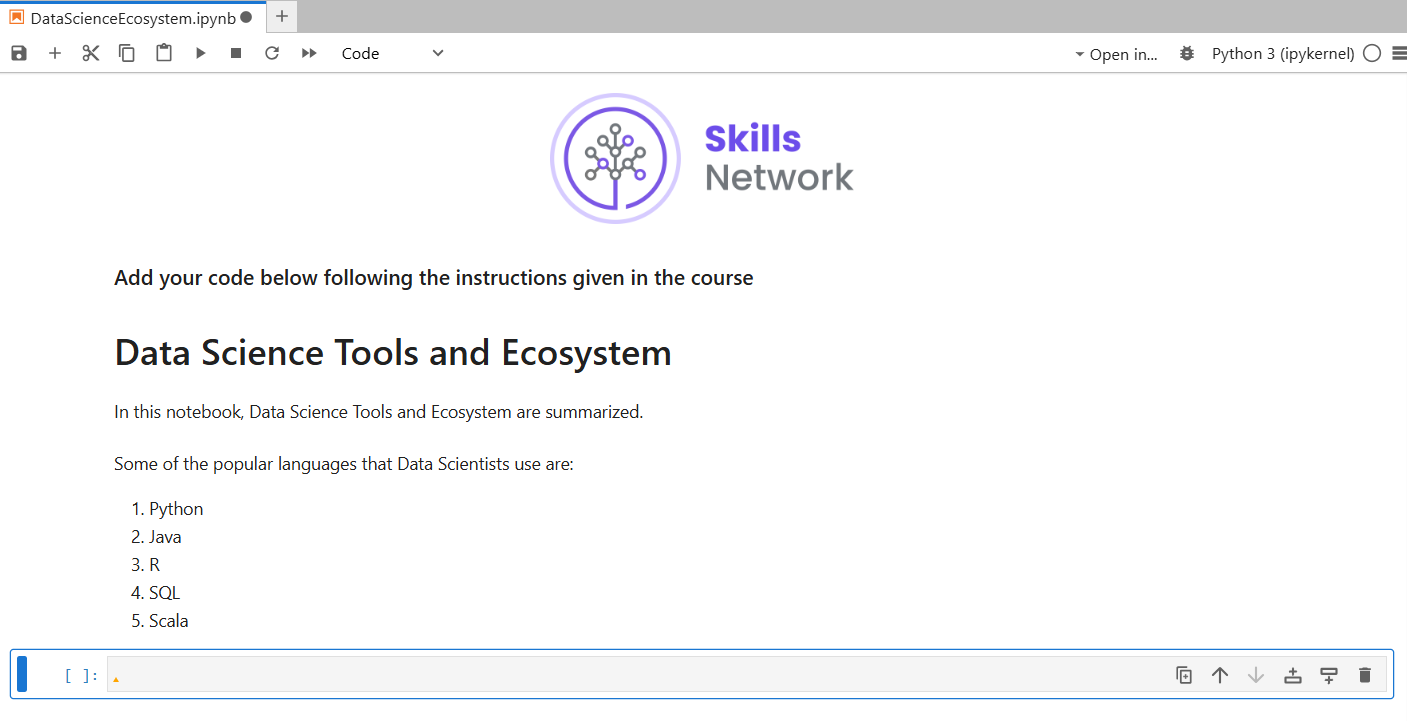 DataScienceEcosystem.ipynb
Code
Open in...
Python 3 (ipykernel)
Skills
Network
Add your code below following the instructions given in the course
Data Science Tools and Ecosystem
In this notebook, Data Science Tools and Ecosystem are summarized.
Some of the popular languages that Data Scientists use are:
1. Python
2. Java
3. R
4. SQL
5. Scala
[ ]: